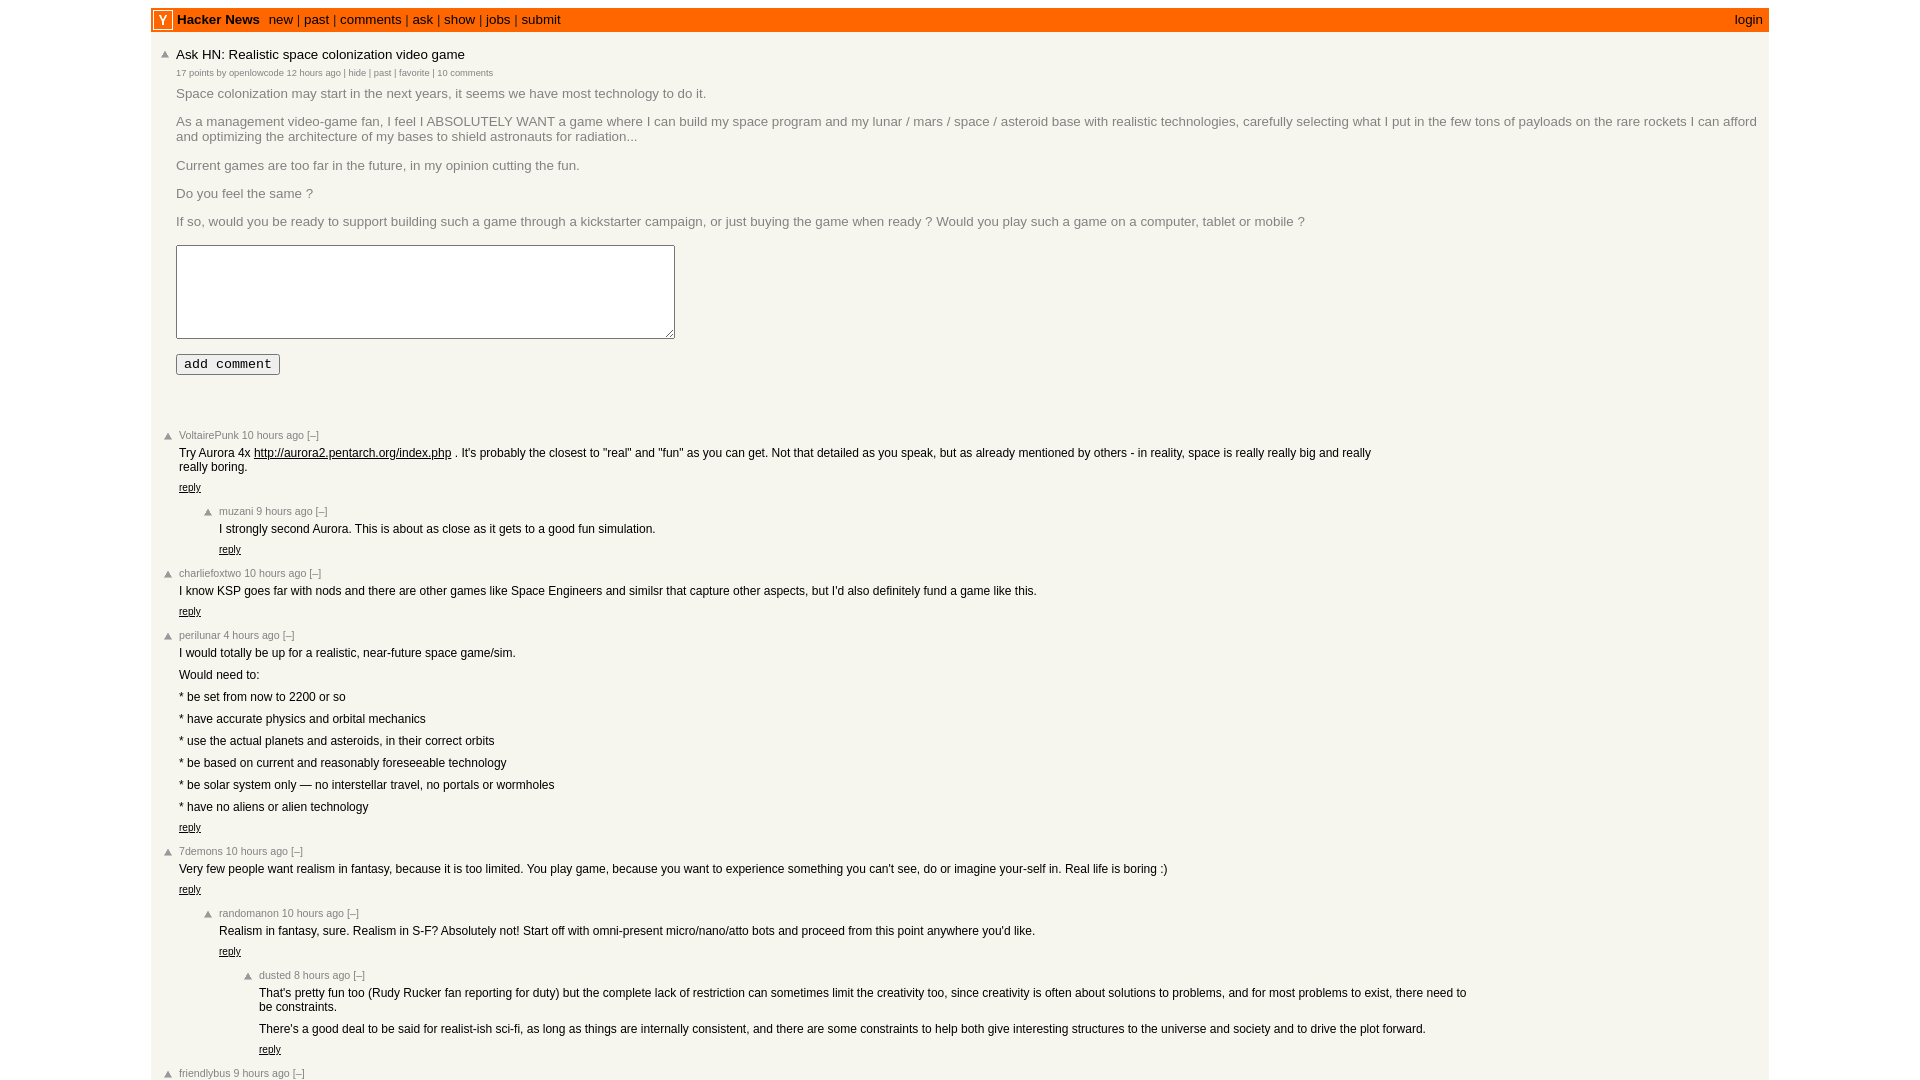 Y Hacker News new | past | comments | ask | show | jobs | submit login
Ask HN: Realistic space colonization video game
17 points by openlowcode 12 hours ago | hide | past | favorite | 10 comments
Space colonization may start in the next years, it seems we have most technology to do it.
As a management video-game fan, I feel I ABSOLUTELY WANT a game where I can build my space program and my lunar / mars / space / asteroid base with realistic technologies, carefully selecting what I put in the few tons of payloads on the rare rockets I can afford
and optimizing the architecture of my bases to shield astronauts for radiation...
Current games are too far in the future, in my opinion cutting the fun.
Do you feel the same ?
If so, would you be ready to support building such a game through a kickstarter campaign, or just buying the game when ready ? Would you play such a game on a computer, tablet or mobile ?
add comment
VoltairePunk 10 hours ago [–]
Try Aurora 4x http://aurora2.pentarch.org/index.php . It's probably the closest to "real" and "fun" as you can get. Not that detailed as you speak, but as already mentioned by others - in reality, space is really really big and really
really boring.
reply
muzani 9 hours ago [–]
I strongly second Aurora. This is about as close as it gets to a good fun simulation.
reply
charliefoxtwo 10 hours ago [–]
I know KSP goes far with nods and there are other games like Space Engineers and similsr that capture other aspects, but I'd also definitely fund a game like this.
reply
perilunar 4 hours ago [–]
I would totally be up for a realistic, near-future space game/sim.
Would need to:
* be set from now to 2200 or so
* have accurate physics and orbital mechanics
* use the actual planets and asteroids, in their correct orbits
* be based on current and reasonably foreseeable technology
* be solar system only — no interstellar travel, no portals or wormholes
* have no aliens or alien technology
reply
7demons 10 hours ago [–]
Very few people want realism in fantasy, because it is too limited. You play game, because you want to experience something you can't see, do or imagine your-self in. Real life is boring :)
reply
randomanon 10 hours ago [–]
Realism in fantasy, sure. Realism in S-F? Absolutely not! Start off with omni-present micro/nano/atto bots and proceed from this point anywhere you'd like.
reply
dusted 8 hours ago [–]
That's pretty fun too (Rudy Rucker fan reporting for duty) but the complete lack of restriction can sometimes limit the creativity too, since creativity is often about solutions to problems, and for most problems to exist, there need to
be constraints.
There's a good deal to be said for realist-ish sci-fi, as long as things are internally consistent, and there are some constraints to help both give interesting structures to the universe and society and to drive the plot forward.
reply
friendlybus 9 hours ago [–]